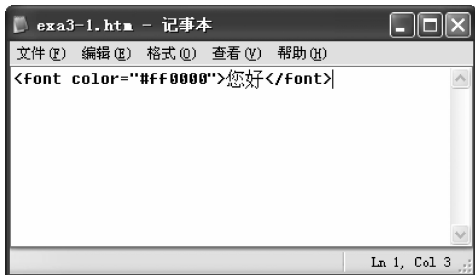 exa3-1.htm - 记事本
文件(F) 编辑(E) 格式(O) 查看(V) 帮助(H)
<font color="#ff0000">您好</font>
Ln 1, Col 3